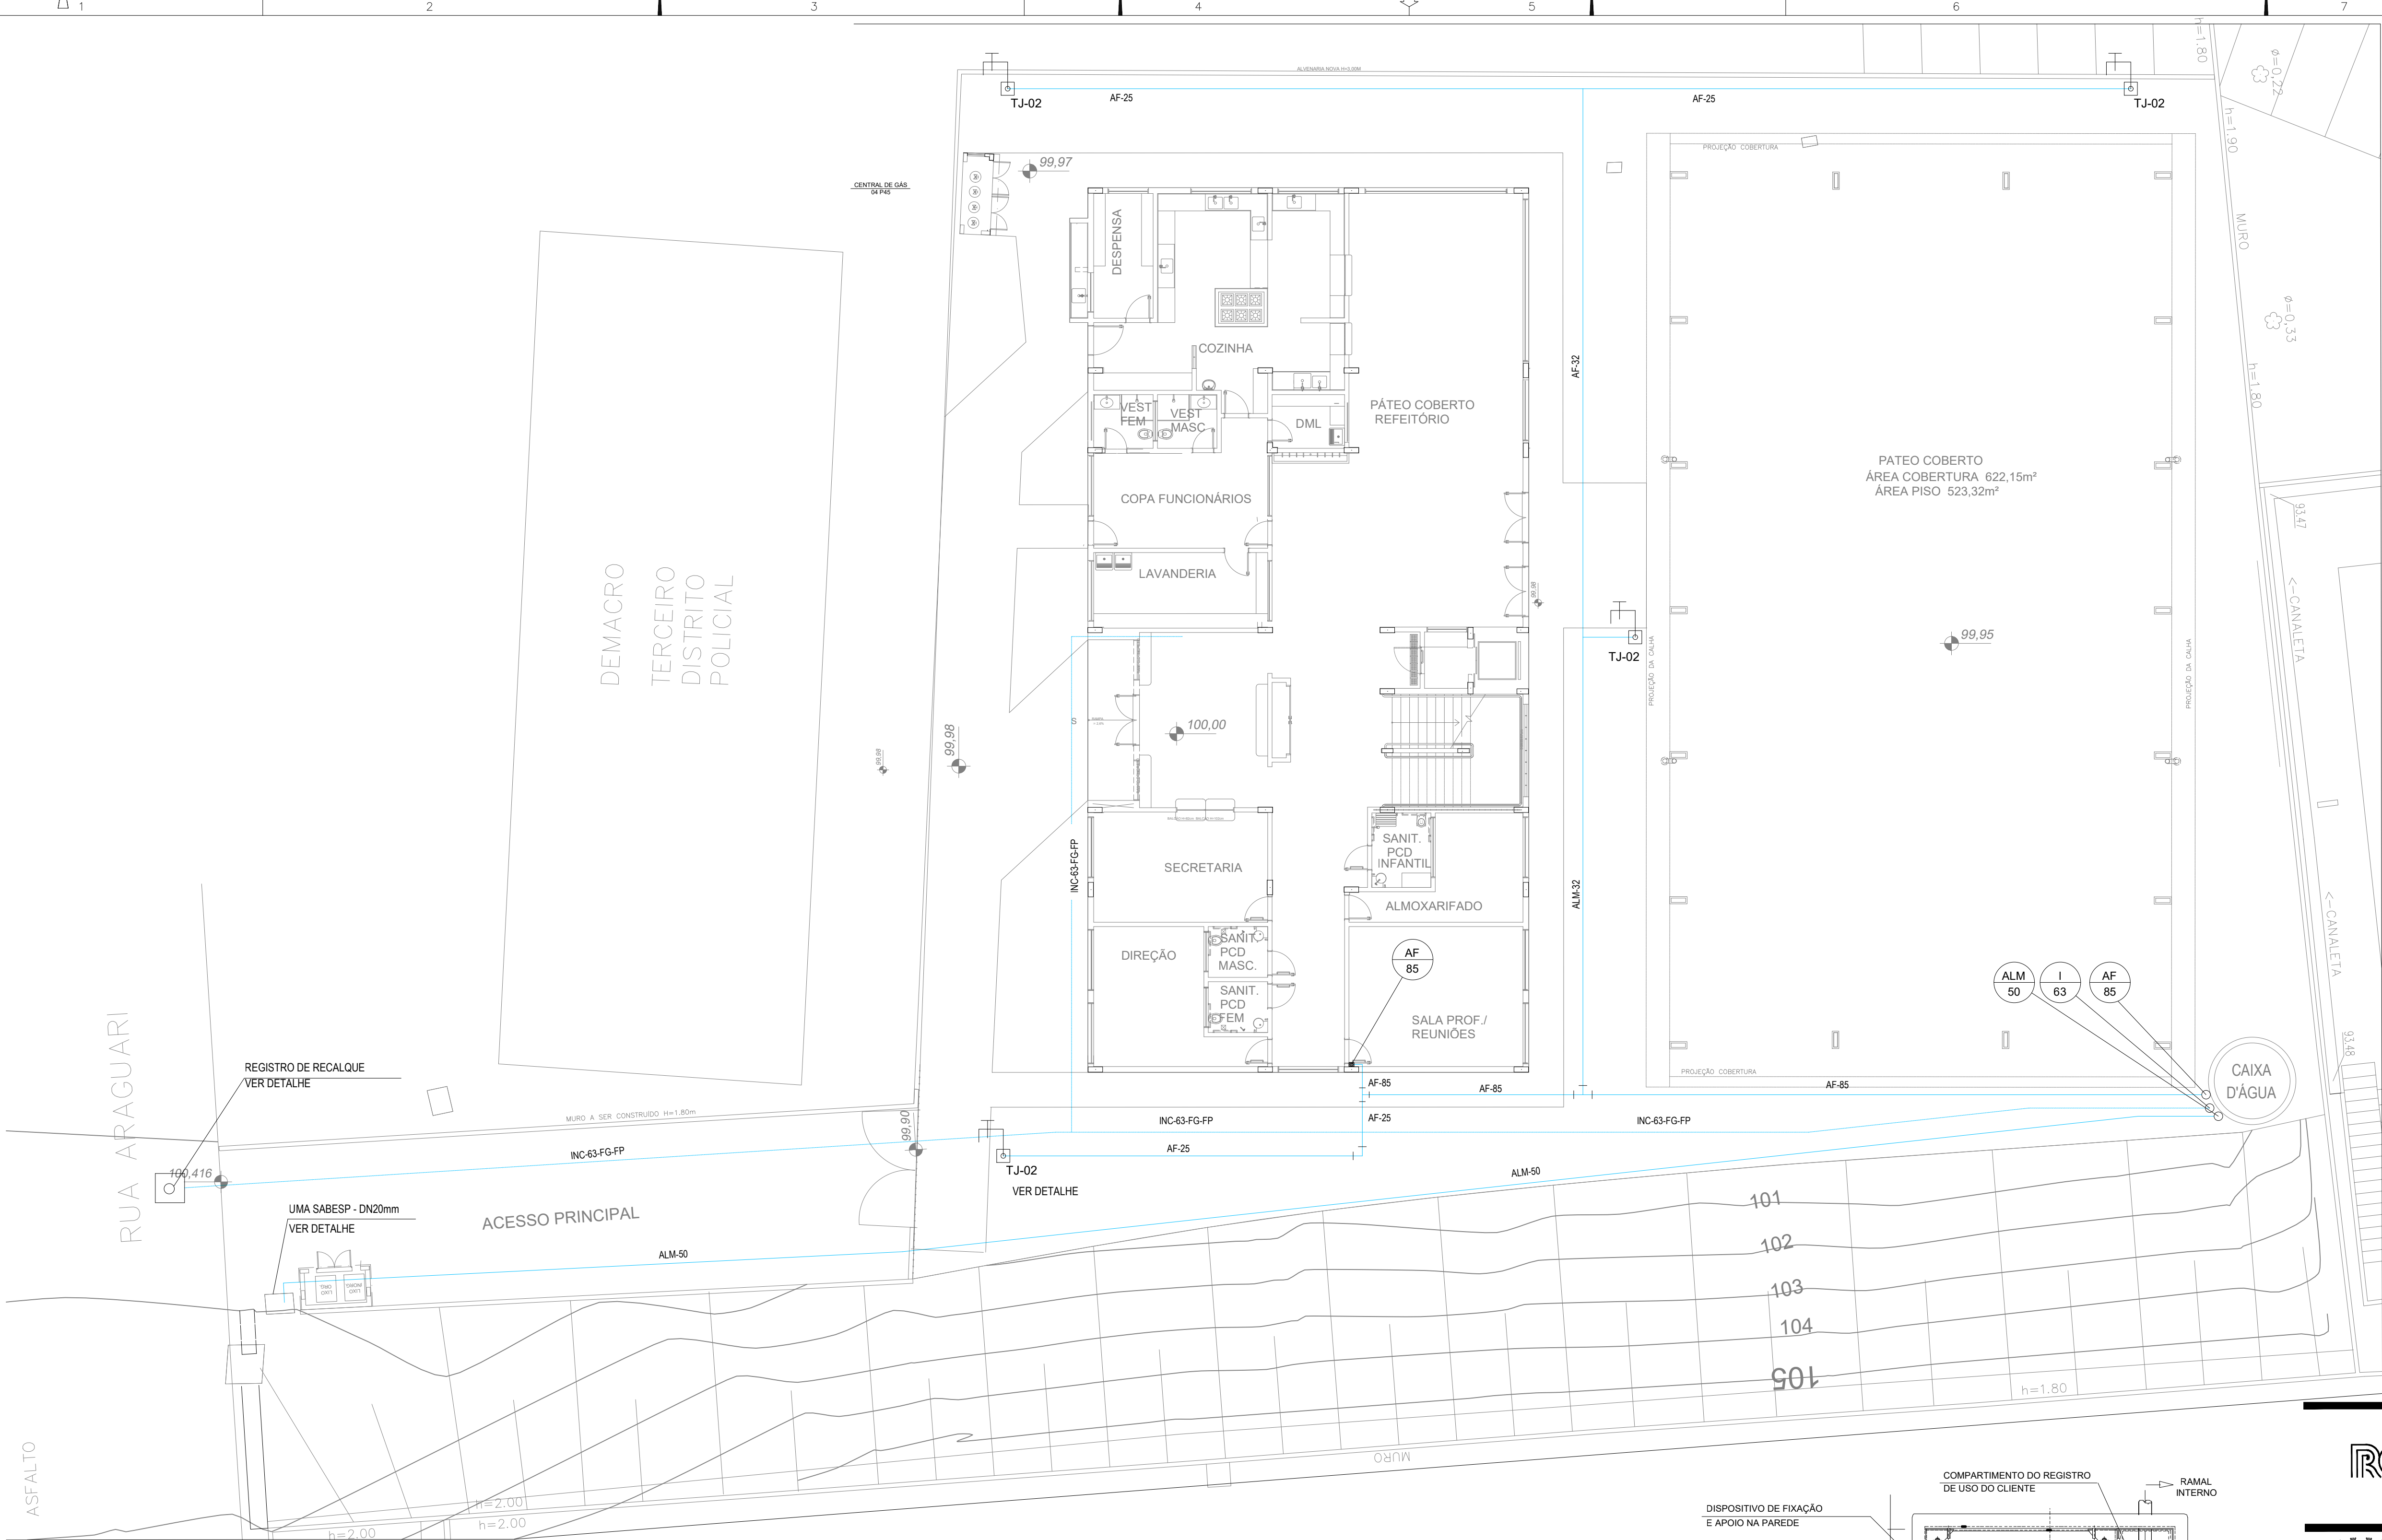 1
2
3
4
5
6
7
ALVENARIA NOVA H=3.00M
h=1.80
ø=0,22
TJ-02
AF-25
AF-25
TJ-02
h=1.90
99,97
CENTRAL DE GÁS
04 P45
PROJEÇÃO COBERTURA
MURO
DESPENSA
ø=0,33
COZINHA
AF-32
h=1.80
VEST
FEM
VEST
MASC
DML
PÁTEO COBERTO
REFEITÓRIO
PATEO COBERTO
ÁREA COBERTURA 622,15m²
ÁREA PISO 523,32m²
COPA FUNCIONÁRIOS
93.47
LAVANDERIA
99,98
<-CANALETA
DEMACRO
TERCEIRO
DISTRITO
POLICIAL
TJ-02
99,95
PROJEÇÃO DA CALHA
PROJEÇÃO DA CALHA
S
100,00
99,98
99,98
INC-63-FG-FP
SECRETARIA
SANIT.
PCD
INFANTIL
ALM-32
ALMOXARIFADO
<-CANALETA
DIREÇÃO
SANIT.
PCD
MASC.
AF
85
SANIT.
PCD
FEM
SALA PROF./
REUNIÕES
ALM
50
I
63
AF
85
RUA ARAGUARI
93.48
REGISTRO DE RECALQUE
VER DETALHE
PROJEÇÃO COBERTURA
CAIXA
D'ÁGUA
AF-85
AF-85
AF-85
MURO A SER CONSTRUÍDO H=1.80m
99,90
INC-63-FG-FP
AF-25
INC-63-FG-FP
INC-63-FG-FP
AF-25
100,416
TJ-02
VER DETALHE
ALM-50
UMA SABESP - DN20mm
VER DETALHE
ACESSO PRINCIPAL
ALM-50
LIXO
ORG.
LIXO
INORG
101
102
103
104
105
h=1.80
MURO
ASFALTO
h=2.00
h=2.00
h=2.00
COMPARTIMENTO DO REGISTRO
DE USO DO CLIENTE
RAMAL
INTERNO
DISPOSITIVO DE FIXAÇÃO
E APOIO NA PAREDE